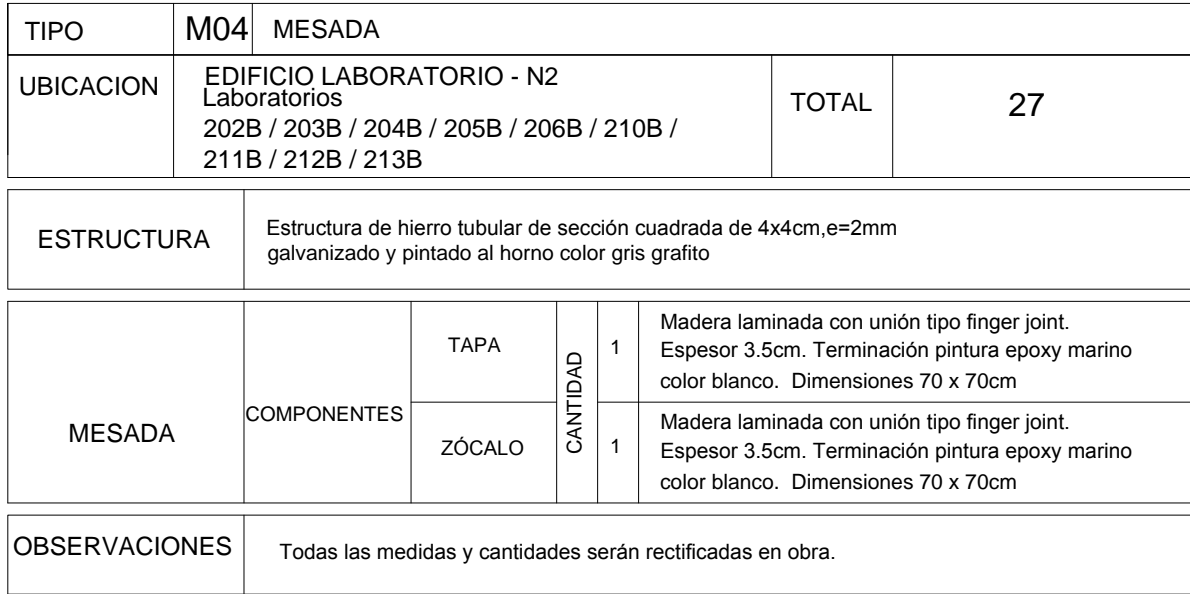 TIPO M04 MESADA
UBICACION
EDIFICIO LABORATORIO - N2
Laboratorios
202B / 203B / 204B / 205B / 206B / 210B /
211B / 212B / 213B
TOTAL 27
ESTRUCTURA
Estructura de hierro tubular de sección cuadrada de 4x4cm,e=2mm
galvanizado y pintado al horno color gris grafito
MESADA
COMPONENTES
CANTIDAD
TAPA 1
Madera laminada con unión tipo finger joint.
Espesor 3.5cm. Terminación pintura epoxy marino
color blanco. Dimensiones 70 x 70cm
ZÓCALO 1
Madera laminada con unión tipo finger joint.
Espesor 3.5cm. Terminación pintura epoxy marino
color blanco. Dimensiones 70 x 70cm
OBSERVACIONES
Todas las medidas y cantidades serán rectificadas en obra.